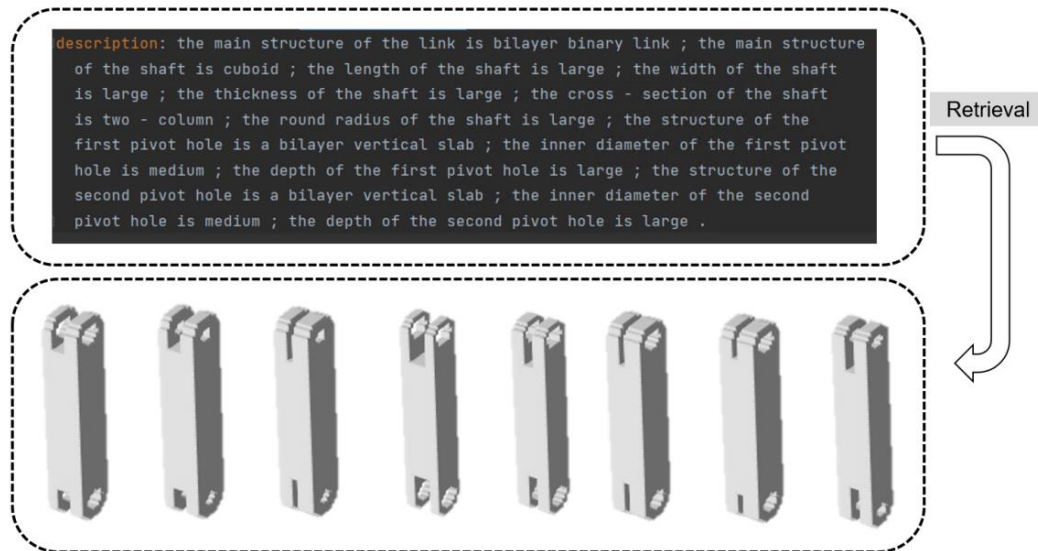 description: the main structure of the link is bilayer binary link ; the main structure
of the shaft is cuboid ; the length of the shaft is large ; the width of the shaft
is large ; the thickness of the shaft is large ; the cross - section of the shaft
is two - column ; the round radius of the shaft is large ; the structure of the
first pivot hole is a bilayer vertical slab ; the inner diameter of the first pivot
hole is medium ; the depth of the first pivot hole is large ; the structure of the
second pivot hole is a bilayer vertical slab ; the inner diameter of the second
pivot hole is medium ; the depth of the second pivot hole is large .
Retrieval